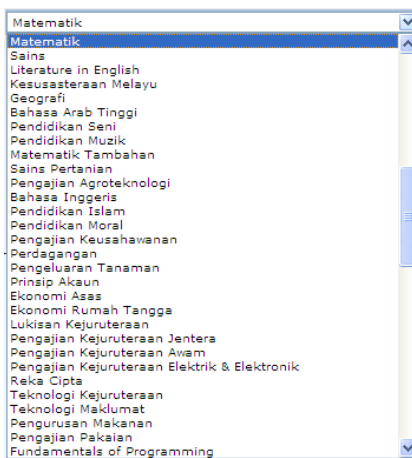 Matematik
Matematik
Sains
Literature in English
Kesusasteraan Melayu
Geografi
Bahasa Arab Tinggi
Pendidikan Seni
Pendidikan Muzik
Matematik Tambahan
Sains Pertanian
Pengajian Agroteknologi
Bahasa Inggeris
Pendidikan Islam
Pendidikan Moral
Pengajian Keusahawanan
Perdagangan
Pengeluaran Tanaman
Prinsip Akaun
Ekonomi Asas
Ekonomi Rumah Tangga
Lukisan Kejuruteraan
Pengajian Kejuruteraan Jentera
Pengajian Kejuruteraan Awam
Pengajian Kejuruteraan Elektrik & Elektronik
Reka Cipta
Teknologi Kejuruteraan
Teknologi Maklumat
Pengurusan Makanan
Pengajian Pakaian
Fundamentals of Programming